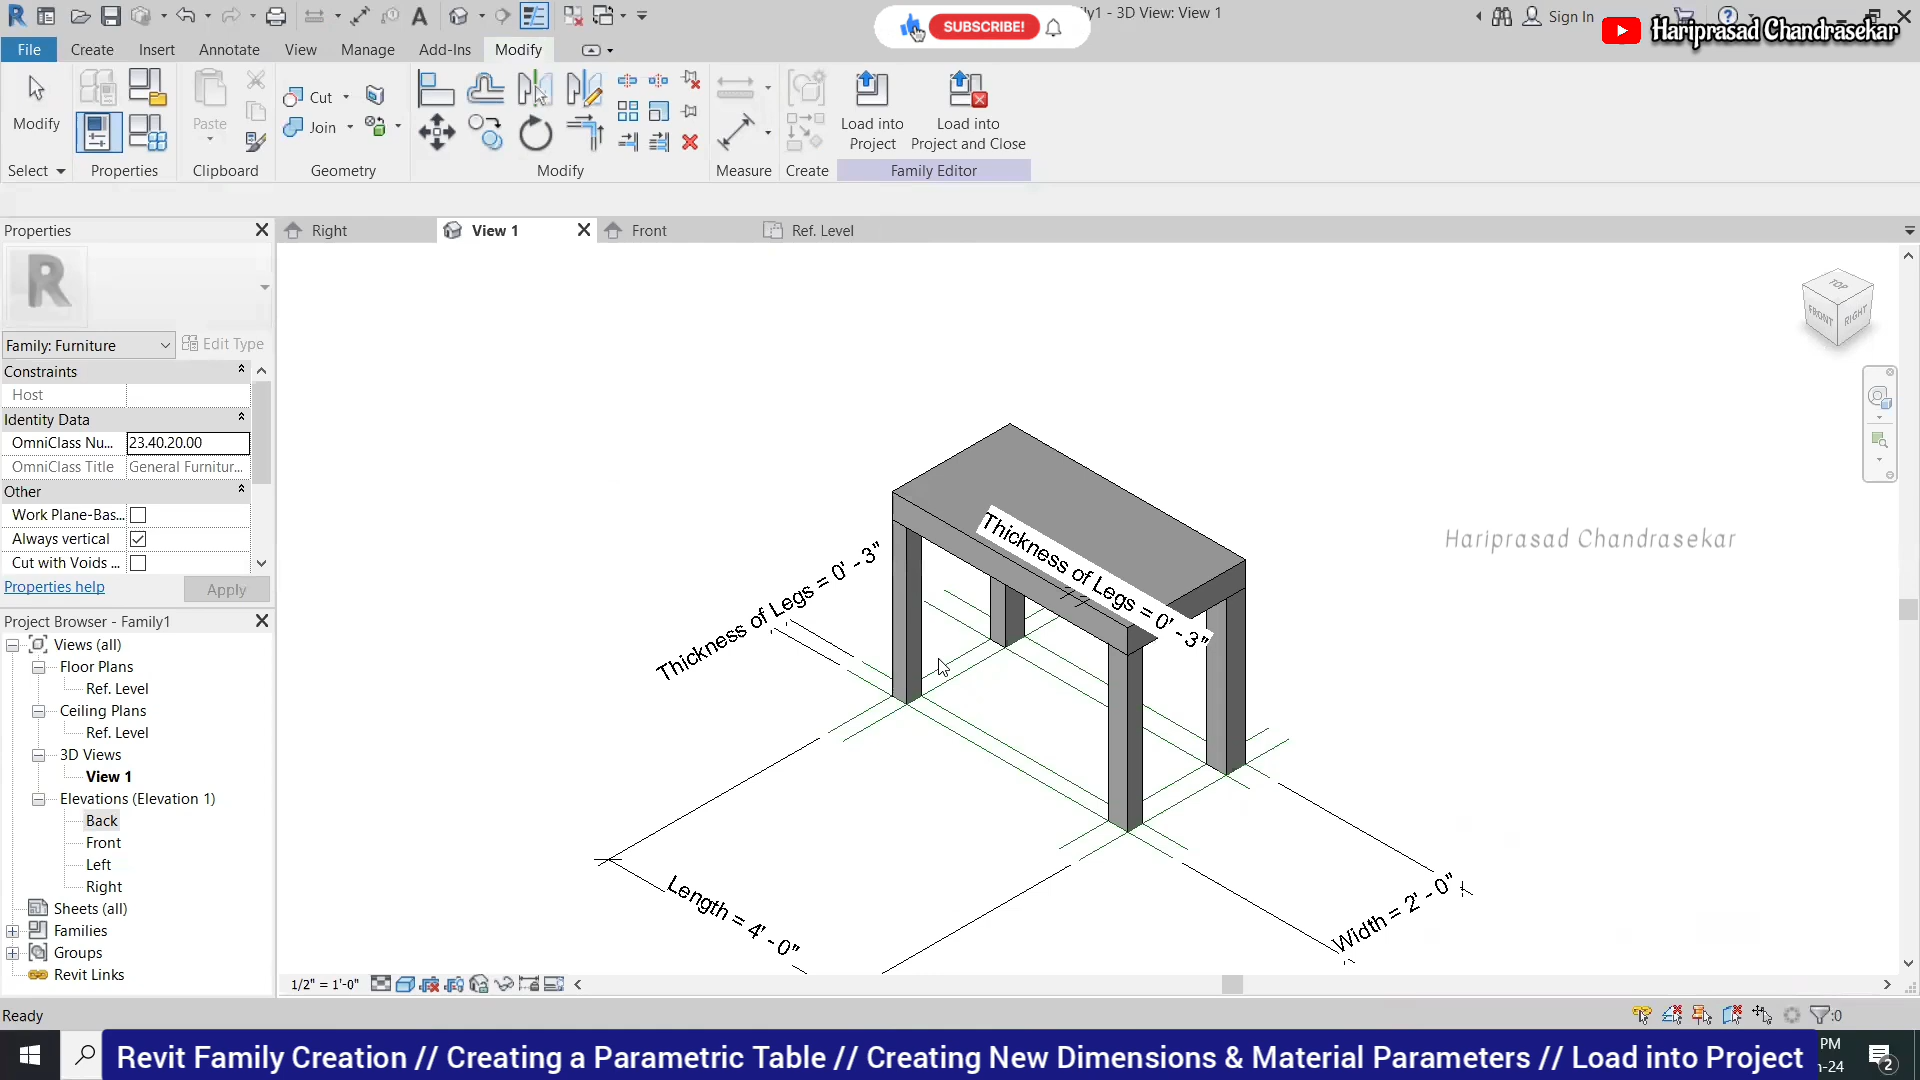 SUBSCRIBE!
ly1 - 3D View: View 1
Sign In
Hariprasad Chandrasekar
File
Create
Insert
Annotate
View
Manage
Add-Ins
Modify
Modify
Paste
Cut
Join
Load into
Project
Load into
Project and Close
Select
Properties
Clipboard
Geometry
Modify
Measure
Create
Family Editor
Properties
Right
View 1
Front
Ref. Level
R
Family: Furniture
Edit Type
Constraints
Host
Identity Data
OmniClass Nu...
23.40.20.00
OmniClass Title
General Furnitur...
Other
Work Plane-Bas...
Always vertical
Cut with Voids ...
Properties help
Apply
Project Browser - Family1
Views (all)
Floor Plans
Ref. Level
Ceiling Plans
Ref. Level
3D Views
View 1
Elevations (Elevation 1)
Back
Front
Left
Right
Sheets (all)
Families
Groups
Revit Links
TOP
FRONT
RIGHT
Hariprasad Chandrasekar
Thickness of Legs = 0' - 3"
Thickness of Legs = 0' - 3"
Length = 4' - 0"
Width = 2' - 0"
1/2" = 1'-0"
Ready
:0
Revit Family Creation // Creating a Parametric Table // Creating New Dimensions & Material Parameters // Load into Project
PM
-24
2